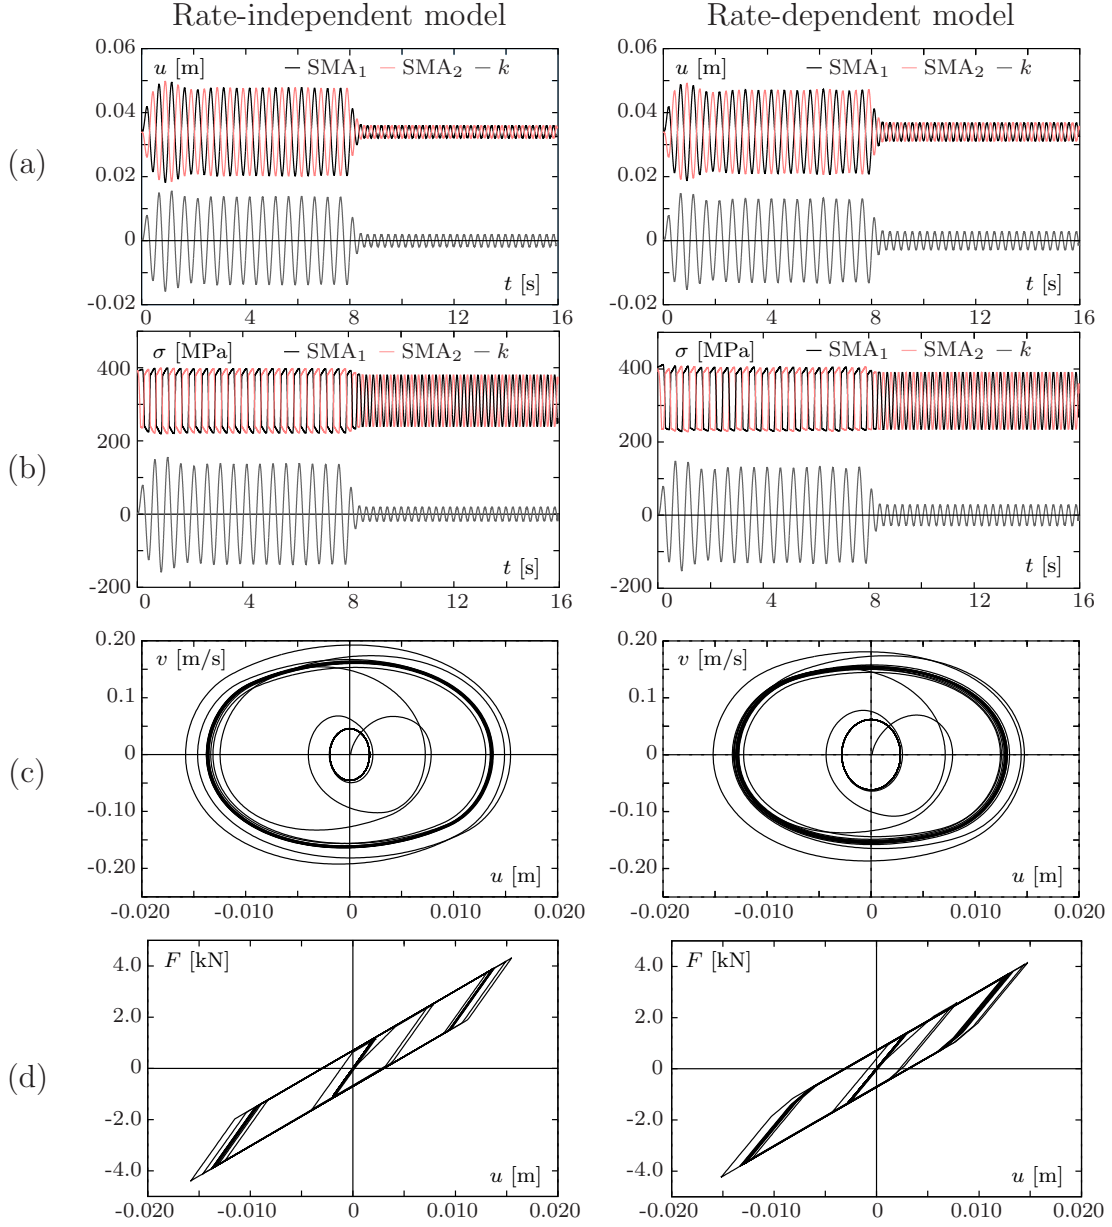 Rate-independent model Rate-dependent model
(a)
0.06
0.04
0.02
0
-0.02
u [m] — SMA₁ — SMA₂ — k
t [s]
0 4 8 12 16
0.06
0.04
0.02
0
-0.02
u [m] — SMA₁ — SMA₂ — k
t [s]
0 4 8 12 16
(b)
400
200
0
-200
σ [MPa] — SMA₁ — SMA₂ — k
t [s]
0 4 8 12 16
400
200
0
-200
σ [MPa] — SMA₁ — SMA₂ — k
t [s]
0 4 8 12 16
(c)
0.20
0.10
0
-0.10
-0.20
v [m/s]
u [m]
-0.020 -0.010 0 0.010 0.020
0.20
0.10
0
-0.10
-0.20
v [m/s]
u [m]
-0.020 -0.010 0 0.010 0.020
(d)
4.0
2.0
0
-2.0
-4.0
F [kN]
u [m]
-0.020 -0.010 0 0.010 0.020
4.0
2.0
0
-2.0
-4.0
F [kN]
u [m]
-0.020 -0.010 0 0.010 0.020